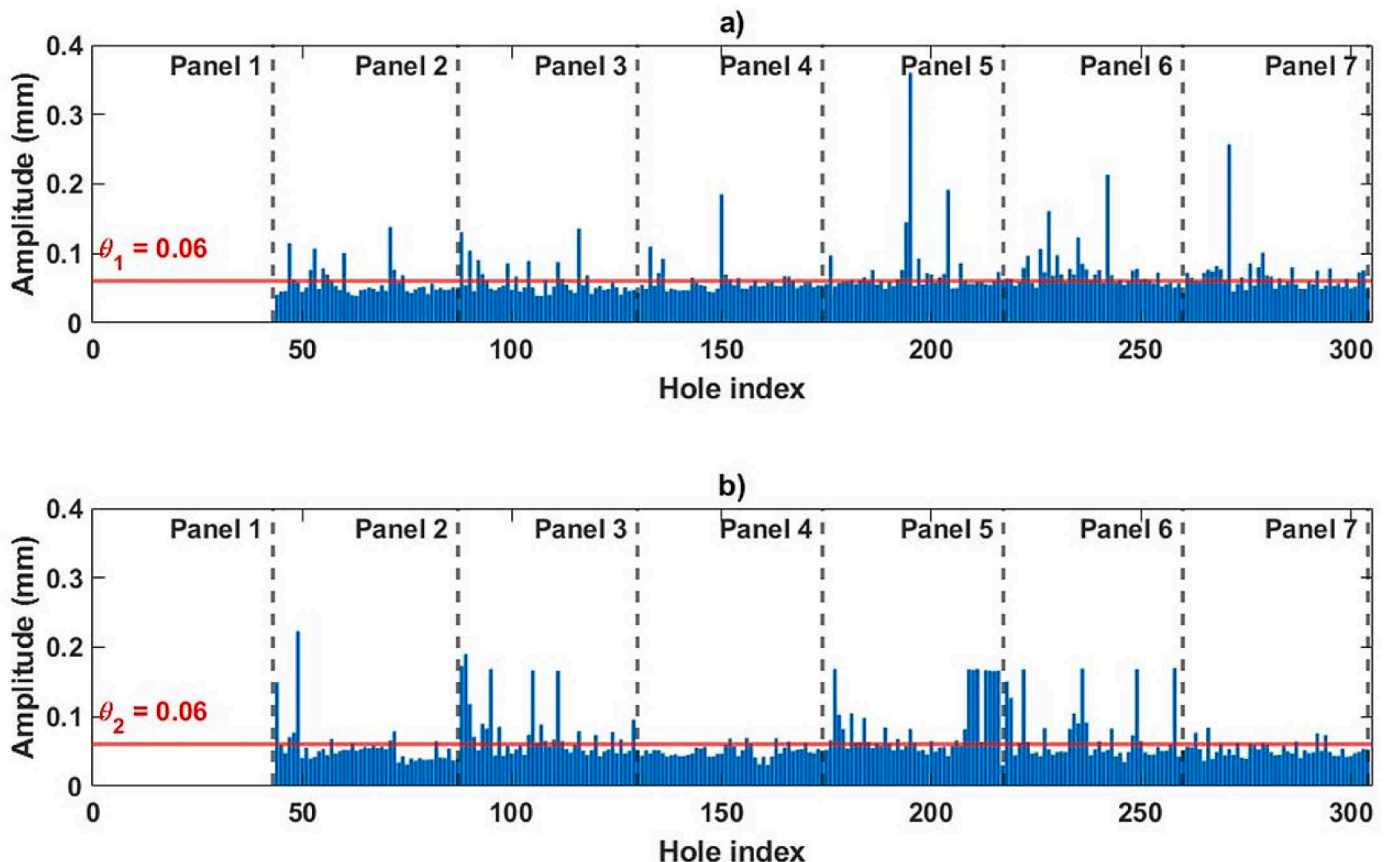 a)
Amplitude (mm)
0.4
0.3
0.2
0.1
0
Panel 1 Panel 2 Panel 3 Panel 4 Panel 5 Panel 6 Panel 7
θ1 = 0.06
0 50 100 150 200 250 300
Hole index
b)
Amplitude (mm)
0.4
0.3
0.2
0.1
0
Panel 1 Panel 2 Panel 3 Panel 4 Panel 5 Panel 6 Panel 7
θ2 = 0.06
0 50 100 150 200 250 300
Hole index